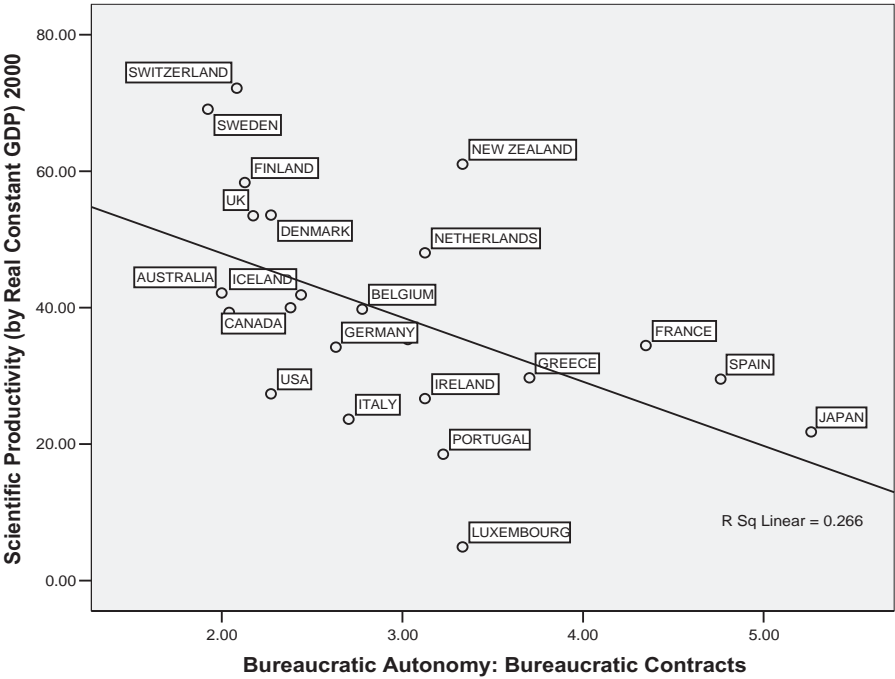 Scientific Productivity (by Real Constant GDP) 2000
80.00
60.00
40.00
20.00
0.00
SWITZERLAND
SWEDEN
NEW ZEALAND
FINLAND
UK
DENMARK
NETHERLANDS
AUSTRALIA
ICELAND
BELGIUM
CANADA
GERMANY
FRANCE
GREECE
SPAIN
USA
IRELAND
ITALY
JAPAN
PORTUGAL
LUXEMBOURG
R Sq Linear = 0.266
2.00 3.00 4.00 5.00
Bureaucratic Autonomy: Bureaucratic Contracts